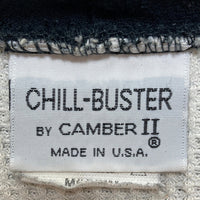 CHILL-BUSTER
BY CAMBER II®
MADE IN U.S.A.
M